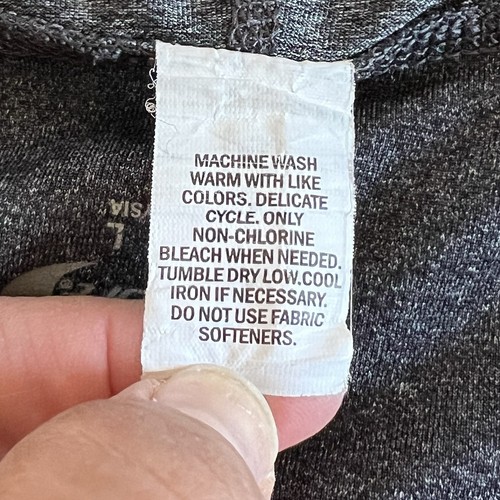 MACHINE WASH
WARM WITH LIKE
COLORS. DELICATE
CYCLE. ONLY
NON-CHLORINE
BLEACH WHEN NEEDED.
TUMBLE DRY LOW. COOL
IRON IF NECESSARY.
DO NOT USE FABRIC
SOFTENERS.
L